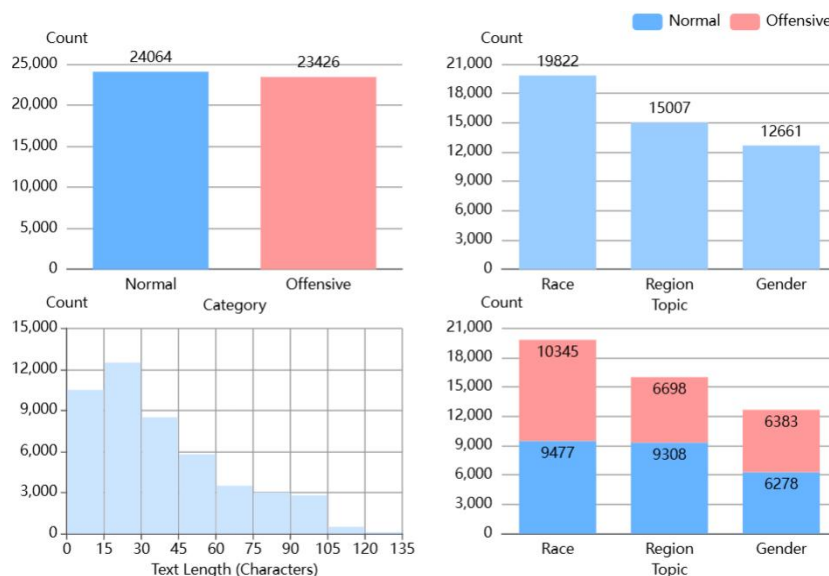 Normal Offensive
Count
25,000
20,000
15,000
10,000
5,000
0
24064 23426
Normal Offensive
Category
Count
21,000
18,000
15,000
12,000
9,000
6,000
3,000
0
19822 15007 12661
Race Region Gender
Topic
Count
15,000
12,000
9,000
6,000
3,000
0
0 15 30 45 60 75 90 105 120 135
Text Length (Characters)
Count
21,000
18,000
15,000
12,000
9,000
6,000
3,000
0
10345 6698 6383
9477 9308 6278
Race Region Gender
Topic